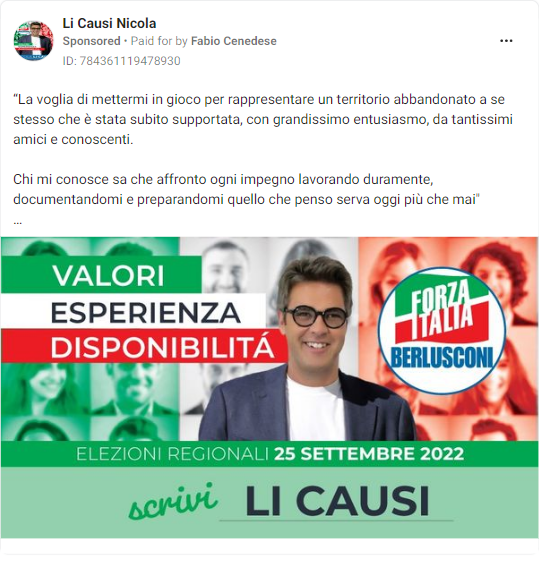 Li Causi Nicola
Sponsored • Paid for by Fabio Cenedese
ID: 784361119478930
“La voglia di mettermi in gioco per rappresentare un territorio abbandonato a se
stesso che è stata subito supportata, con grandissimo entusiasmo, da tantissimi
amici e conoscenti.
Chi mi conosce sa che affronto ogni impegno lavorando duramente,
documentandomi e preparandomi quello che penso serva oggi più che mai"
...
VALORI
ESPERIENZA
DISPONIBILITÁ
FORZA
ITALIA
BERLUSCONI
ELEZIONI REGIONALI 25 SETTEMBRE 2022
scrivi LI CAUSI